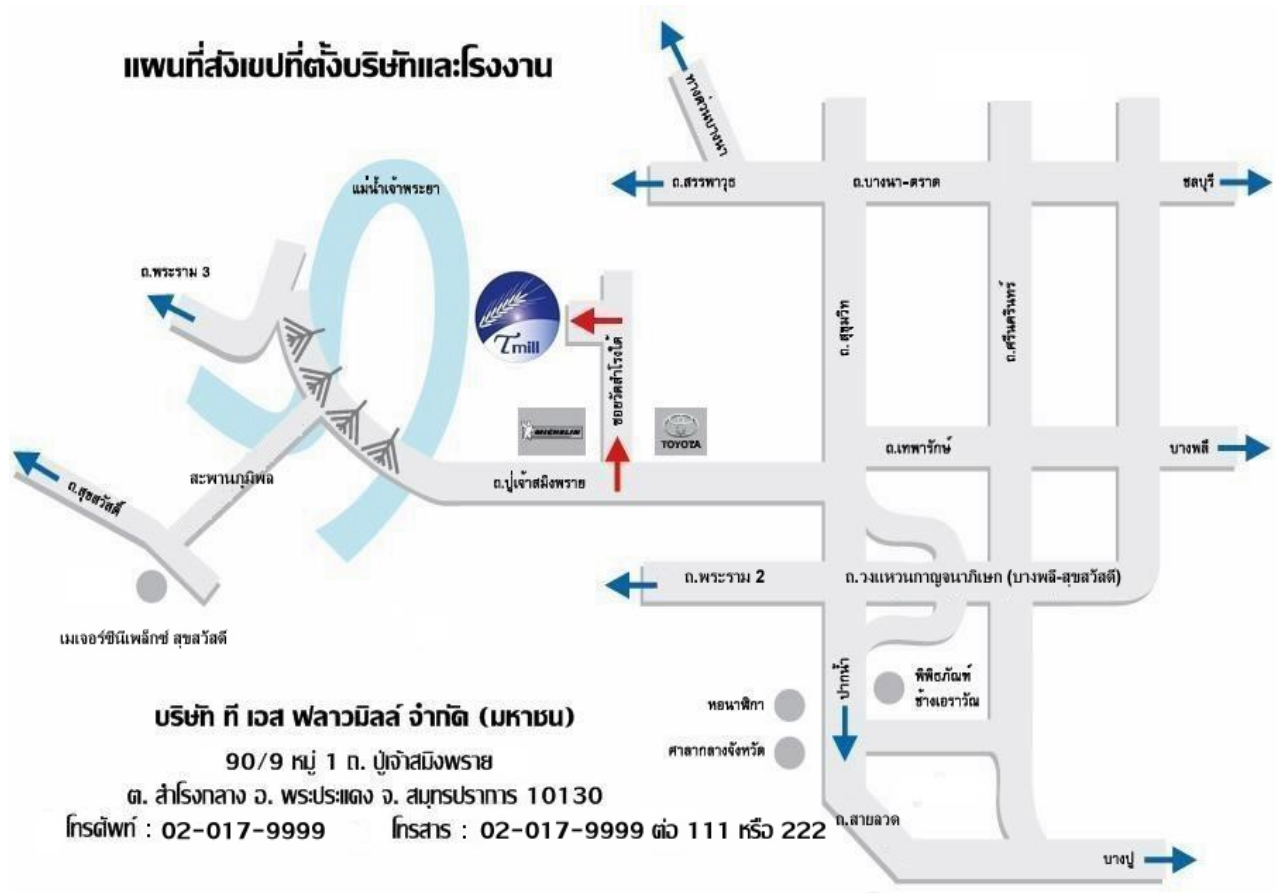 แผนที่สังเขปที่ตั้งบริษัทและโรงงาน
ทางด่วนบางนา
แม่น้ำเจ้าพระยา
ถ.สรรพาวุธ
ถ.บางนา-ตราด
ชลบุรี
ถ.พระราม 3
Tmill
ซอยวัดสำโรงใต้
ถ.สุขุมวิท
ถ.ศรีนครินทร์
MICHELIN
TOYOTA
ถ.เทพารักษ์
บางพลี
สะพานภูมิพล
ถ.ปู่เจ้าสมิงพราย
ถ.สุขสวัสดิ์
ถ.พระราม 2
ถ.วงแหวนกาญจนาภิเษก (บางพลี-สุขสวัสดิ์)
เมเจอร์ซีนีเพล็กซ์ สุขสวัสดิ์
ปากน้ำ
พิพิธภัณฑ์
ช้างเอราวัณ
หอนาฬิกา
ศาลากลางจังหวัด
บริษัท ที เอส ฟลาวมิลล์ จำกัด (มหาชน)
90/9 หมู่ 1 ถ. ปู่เจ้าสมิงพราย
ต. สำโรงกลาง อ. พระประแดง จ. สมุทรปราการ 10130
โทรศัพท์ : 02-017-9999 โทรสาร : 02-017-9999 ต่อ 111 หรือ 222
ถ.สายลวด
บางปู